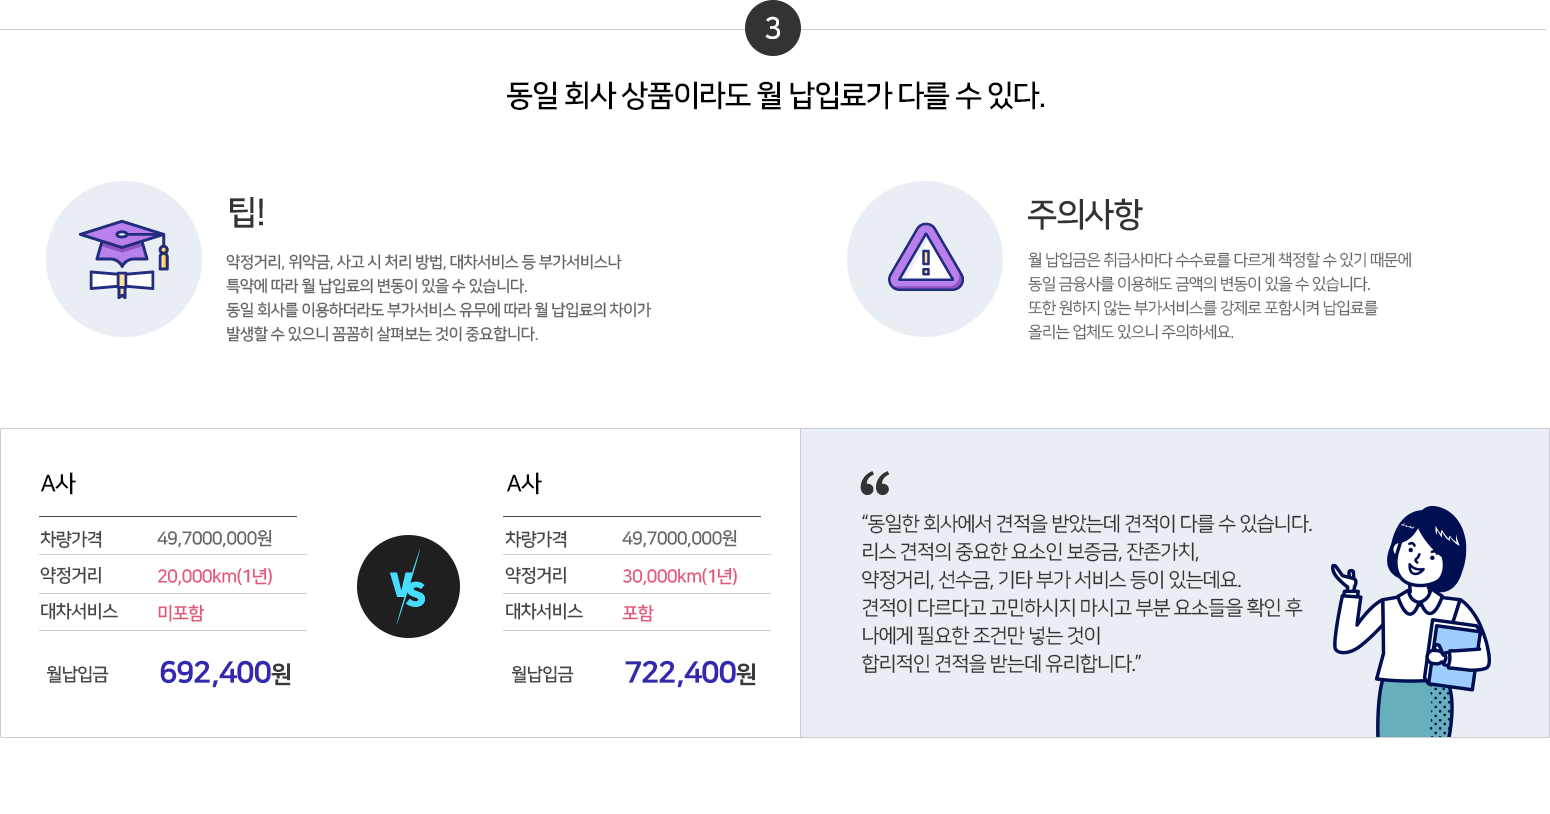 3
동일 회사 상품이라도 월 납입료가 다를 수 있다.
팁!
약정거리, 위약금, 사고 시 처리 방법, 대차서비스 등 부가서비스나
특약에 따라 월 납입료의 변동이 있을 수 있습니다.
동일 회사를 이용하더라도 부가서비스 유무에 따라 월 납입료의 차이가
발생할 수 있으니 꼼꼼히 살펴보는 것이 중요합니다.
주의사항
월 납입금은 취급사마다 수수료를 다르게 책정할 수 있기 때문에
동일 금융사를 이용해도 금액의 변동이 있을 수 있습니다.
또한 원하지 않는 부가서비스를 강제로 포함시켜 납입료를
올리는 업체도 있으니 주의하세요.
A사
차량가격 49,7000,000원
약정거리 20,000km(1년)
대차서비스 미포함
월납입금 692,400원
VS
A사
차량가격 49,7000,000원
약정거리 30,000km(1년)
대차서비스 포함
월납입금 722,400원
“
“동일한 회사에서 견적을 받았는데 견적이 다를 수 있습니다.
리스 견적의 중요한 요소인 보증금, 잔존가치,
약정거리, 선수금, 기타 부가 서비스 등이 있는데요.
견적이 다르다고 고민하시지 마시고 부분 요소들을 확인 후
나에게 필요한 조건만 넣는 것이
합리적인 견적을 받는데 유리합니다.”